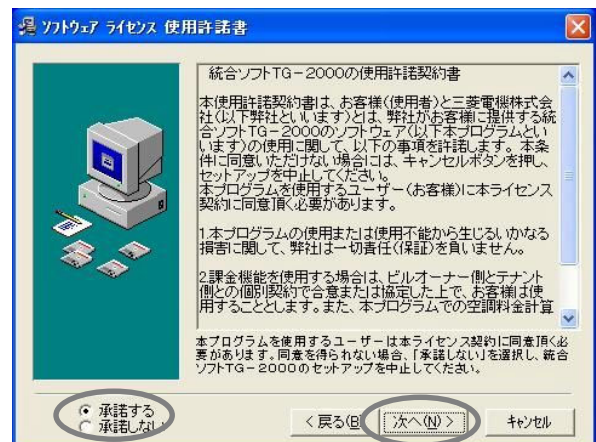 ソフトウェア ライセンス 使用許諾書
統合ソフトTG－2000の使用許諾契約書
本使用許諾契約書は、お客様(使用者)と三菱電機株式会
社(以下弊社といいます)とは、弊社がお客様に提供する統
合ソフトTG－2000のソフトウェア(以下本プログラムとい
います)の使用に関して、以下の事項を許諾します。本条
件に同意いただけない場合には、キャンセルボタンを押し、
セットアップを中止してください。
本プログラムを使用するユーザー(お客様)に本ライセンス
契約に同意頂く必要があります。
1.本プログラムの使用または使用不能から生じるいかなる
損害に関して、弊社は一切責任(保証)を負いません。
2.課金機能を使用する場合は、ビルオーナー側とテナント
側との個別契約で合意または協定した上で、お客様は使
用することとします。また、本プログラムでの空調料金計算
本プログラムを使用するユーザーは本ライセンス契約に同意頂く必
要があります。同意を得られない場合、「承諾しない」を選択し、統合
ソフトTG－2000のセットアップを中止してください。
承諾する
承諾しない
< 戻る(B)
次へ(N) >
キャンセル